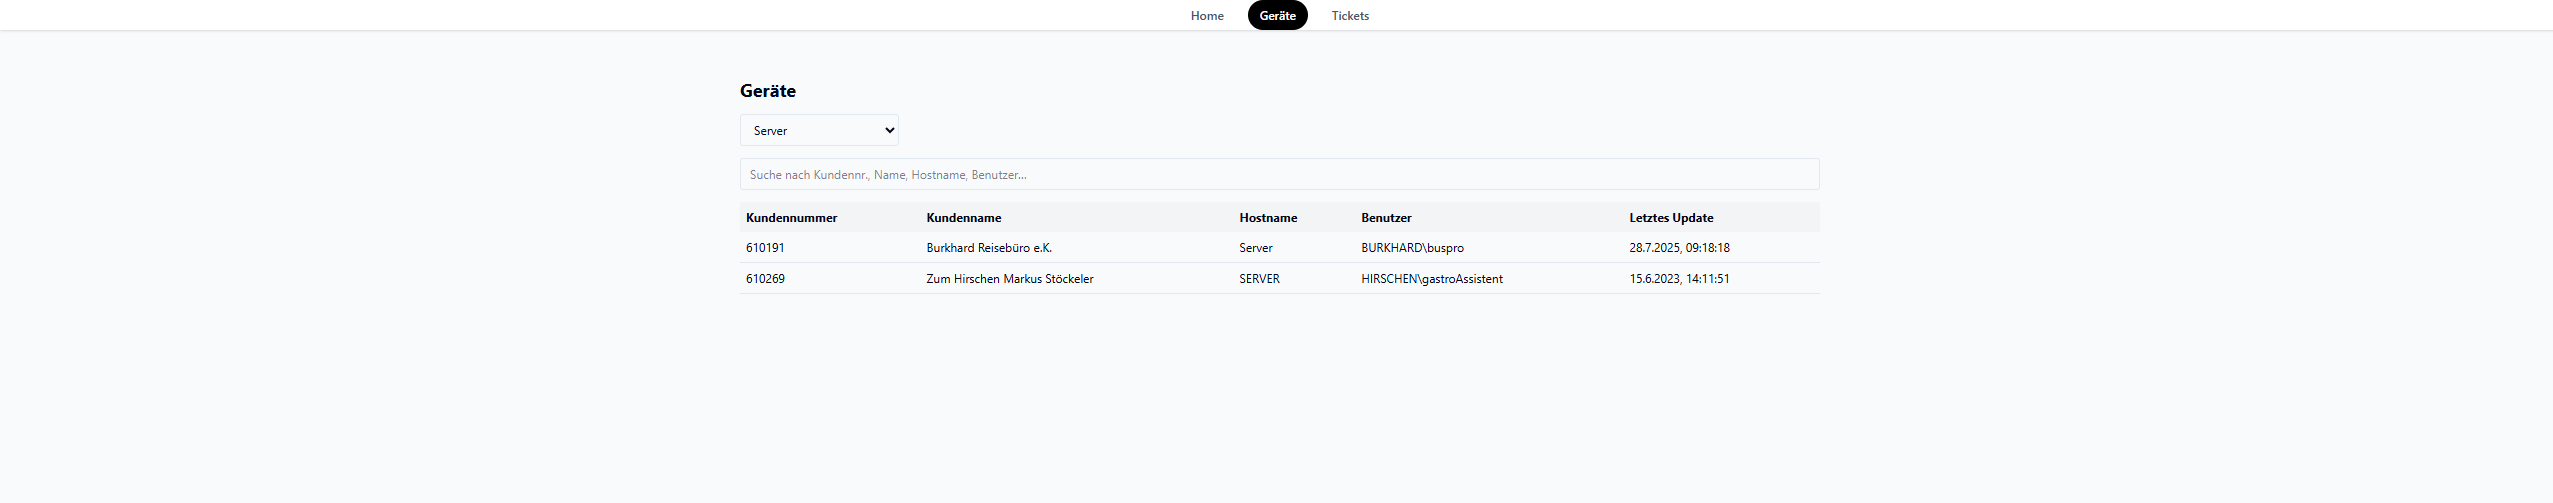 Home Geräte Tickets
Geräte
Server
Suche nach Kundennr., Name, Hostname, Benutzer...
Kundennummer Kundenname Hostname Benutzer Letztes Update
610191 Burkhard Reisebüro e.K. Server BURKHARD\buspro 28.7.2025, 09:18:18
610269 Zum Hirschen Markus Stöckeler SERVER HIRSCHEN\gastroAssistent 15.6.2023, 14:11:51